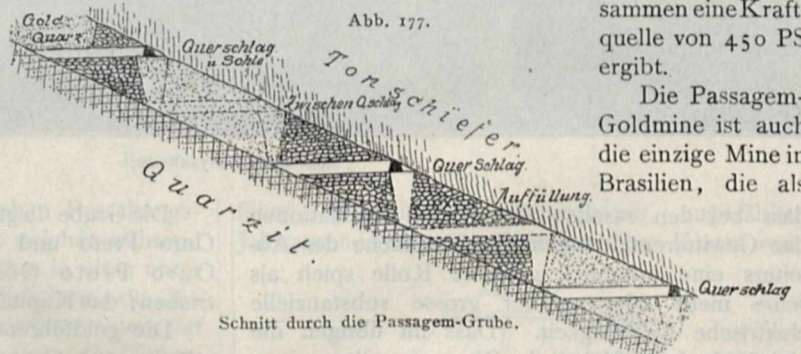 Abb. 177.
Gold-
Quarz
Querschlag
u Sohle
Tonschiefer
Zwischen Qschlag
Quer Schlag.
Auffüllung.
Quarzit.
Querschlag
Schnitt durch die Passagem-Grube.
sammen eine Kraft-
quelle von 450 PS
ergibt.
Die Passagem-
Goldmine ist auch
die einzige Mine in
Brasilien, die als